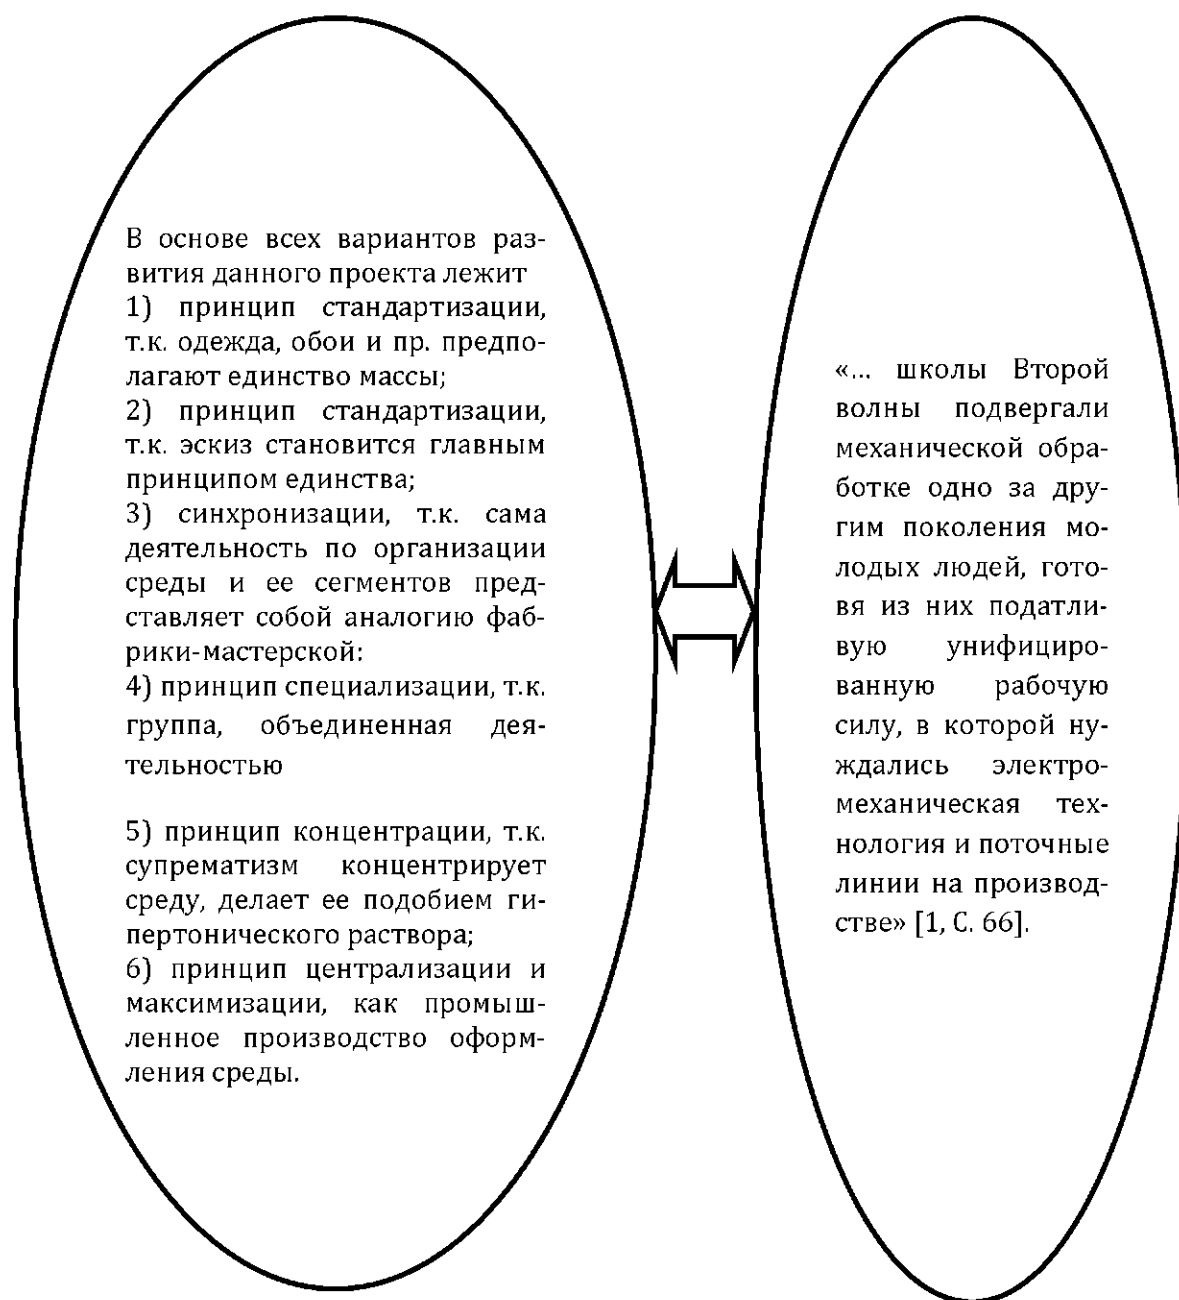 В основе всех вариантов раз-
вития данного проекта лежит
1) принцип стандартизации,
т.к. одежда, обои и пр. предпо-
лагают единство массы;
2) принцип стандартизации,
т.к. эскиз становится главным
принципом единства;
3) синхронизации, т.к. сама
деятельность по организации
среды и ее сегментов пред-
ставляет собой аналогию фаб-
рики-мастерской:
4) принцип специализации, т.к.
группа, объединенная дея-
тельностью
5) принцип концентрации, т.к.
супрематизм концентрирует
среду, делает ее подобием ги-
пертонического раствора;
6) принцип централизации и
максимизации, как промыш-
ленное производство оформ-
ления среды.
«... школы Второй
волны подвергали
механической обра-
ботке одно за дру-
гим поколения мо-
лодых людей, гото-
вя из них податли-
вую унифициро-
ванную рабочую
силу, в которой ну-
ждались электро-
механическая тех-
нология и поточные
линии на производ-
стве» [1, С. 66].